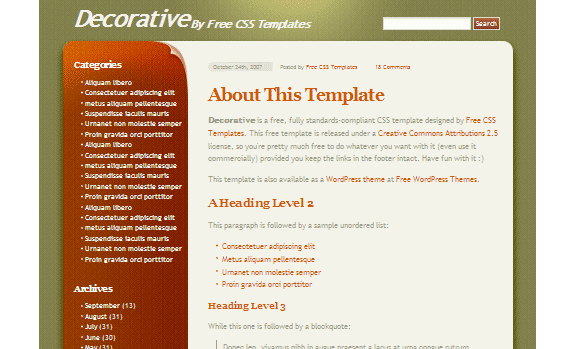 Decorative By Free CSS Templates
Search
Categories
Aliquam libero
Consectetuer adipiscing elit
metus aliquam pellentesque
Suspendisse iaculis mauris
Urnanet non molestie semper
Proin gravida orci porttitor
Aliquam libero
Consectetuer adipiscing elit
metus aliquam pellentesque
Suspendisse iaculis mauris
Urnanet non molestie semper
Proin gravida orci porttitor
Aliquam libero
Consectetuer adipiscing elit
metus aliquam pellentesque
Suspendisse iaculis mauris
Urnanet non molestie semper
Proin gravida orci porttitor
Archives
September (13)
August (31)
July (31)
June (30)
May (31)
October 24th, 2007 Posted by Free CSS Templates 18 Comments
About This Template
Decorative is a free, fully standards-compliant CSS template designed by Free CSS
Templates. This free template is released under a Creative Commons Attributions 2.5
license, so you're pretty much free to do whatever you want with it (even use it
commercially) provided you keep the links in the footer intact. Have fun with it :)
This template is also available as a WordPress theme at Free WordPress Themes.
A Heading Level 2
This paragraph is followed by a sample unordered list:
Consectetuer adipiscing elit
Metus aliquam pellentesque
Urnanet non molestie semper
Proin gravida orci porttitor
Heading Level 3
While this one is followed by a blockquote:
Donec leo, vivamus nibh in augue praesent a lacus at urna congue rutrum.